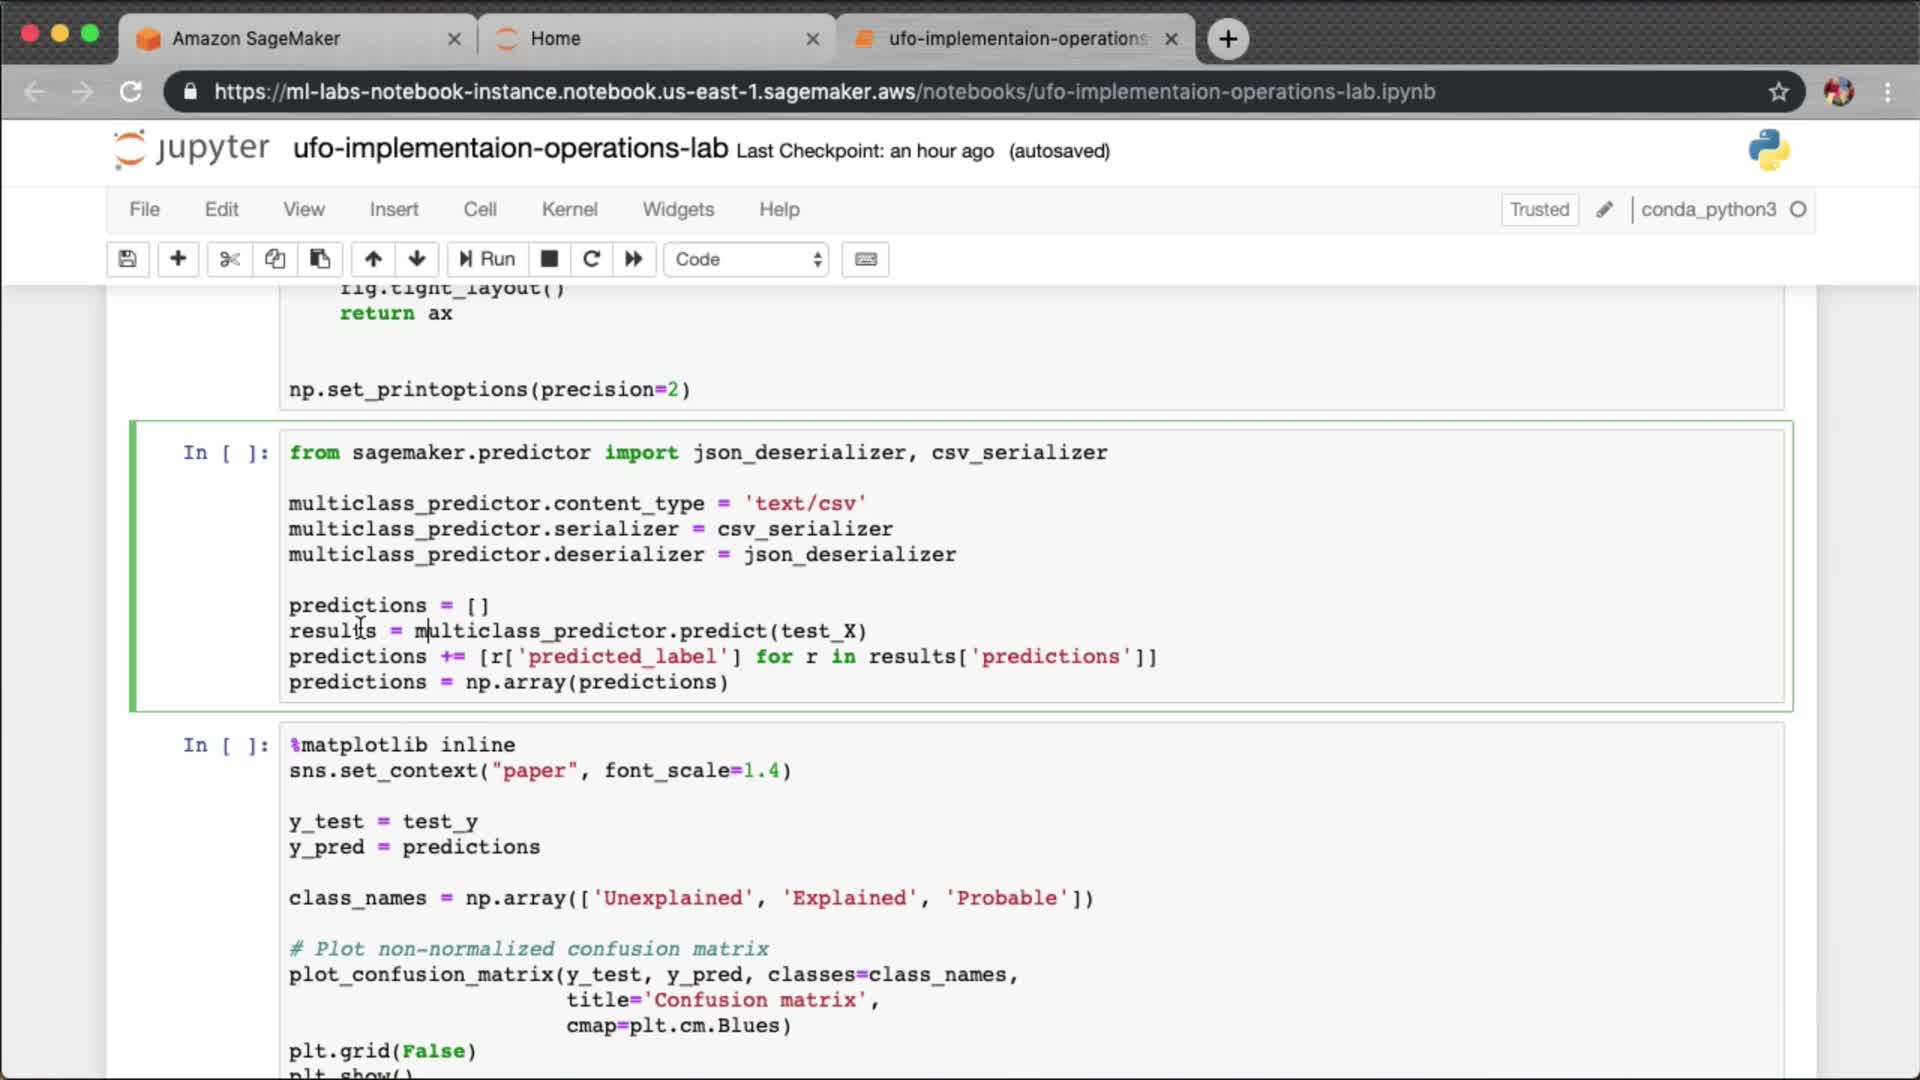 Amazon SageMaker
Home
ufo-implementaion-operations
https://ml-labs-notebook-instance.notebook.us-east-1.sagemaker.aws/notebooks/ufo-implementaion-operations-lab.ipynb
jupyter ufo-implementaion-operations-lab Last Checkpoint: an hour ago (autosaved)
File Edit View Insert Cell Kernel Widgets Help Trusted conda_python3
Run Code
fig.tight_layout()
return ax
np.set_printoptions(precision=2)
In [ ]: from sagemaker.predictor import json_deserializer, csv_serializer
multiclass_predictor.content_type = 'text/csv'
multiclass_predictor.serializer = csv_serializer
multiclass_predictor.deserializer = json_deserializer
predictions = []
results = multiclass_predictor.predict(test_X)
predictions += [r['predicted_label'] for r in results['predictions']]
predictions = np.array(predictions)
In [ ]: %matplotlib inline
sns.set_context("paper", font_scale=1.4)
y_test = test_y
y_pred = predictions
class_names = np.array(['Unexplained', 'Explained', 'Probable'])
# Plot non-normalized confusion matrix
plot_confusion_matrix(y_test, y_pred, classes=class_names,
title='Confusion matrix',
cmap=plt.cm.Blues)
plt.grid(False)
plt.show()